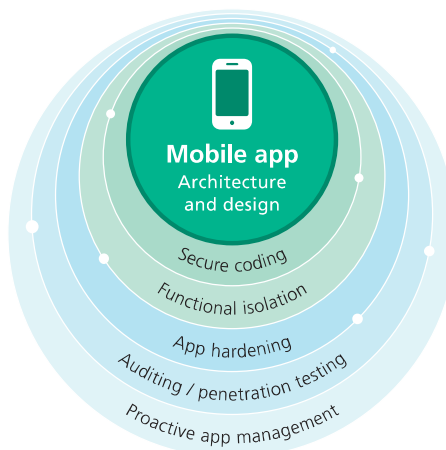 Mobile app
Architecture
and design
Secure coding
Functional isolation
App hardening
Auditing / penetration testing
Proactive app management